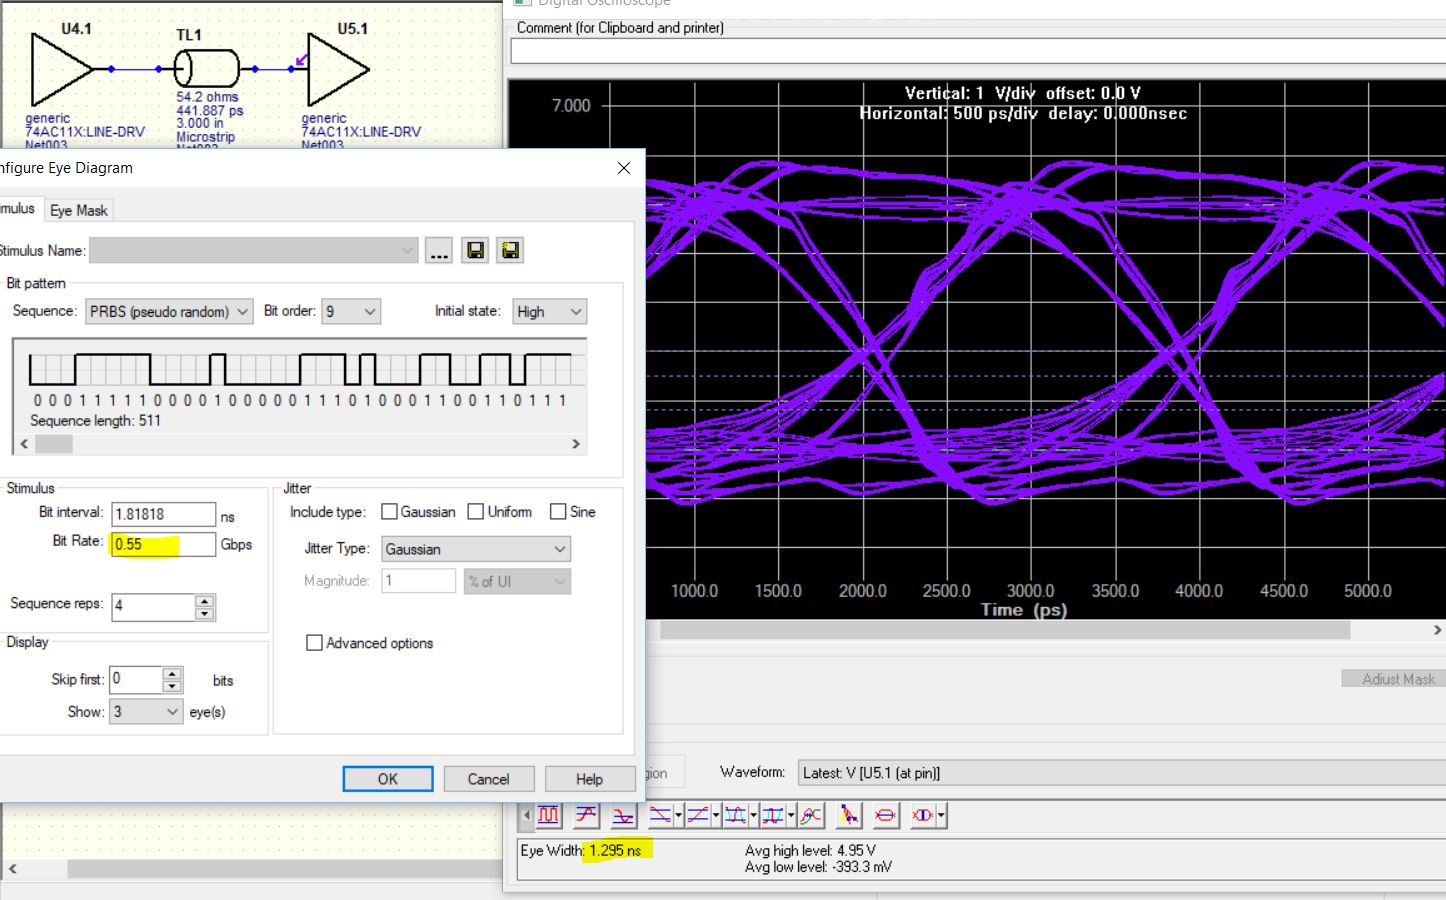 Digital Oscilloscope
U4.1
TL1
U5.1
Comment (for Clipboard and printer)
54.2 ohms
441.887 ps
3.000 in
Microstrip
Net003
generic
74AC11X:LINE-DRV
Net003
generic
74AC11X:LINE-DRV
Net003
7.000
Vertical: 1 V/div offset: 0.0 V
Horizontal: 500 ps/div delay: 0.000nsec
nfigure Eye Diagram
imulus
Eye Mask
Stimulus Name:
...
Bit pattern
Sequence: PRBS (pseudo random)
Bit order: 9
Initial state: High
0 0 0 1 1 1 1 1 0 0 0 0 1 0 0 0 0 0 1 1 1 0 1 0 0 0 1 1 0 0 1 1 0 1 1 1
Sequence length: 511
Stimulus
Bit interval: 1.81818 ns
Bit Rate: 0.55 Gbps
Sequence reps: 4
Jitter
Include type: Gaussian Uniform Sine
Jitter Type: Gaussian
Magnitude: 1 % of UI
Advanced options
Display
Skip first: 0 bits
Show: 3 eye(s)
OK
Cancel
Help
1000.0 1500.0 2000.0 2500.0 3000.0 3500.0 4000.0 4500.0 5000.0
Time (ps)
Adjust Mask
gion
Waveform: Latest: V [U5.1 (at pin)]
Eye Width: 1.295 ns
Avg high level: 4.95 V
Avg low level: -393.3 mV